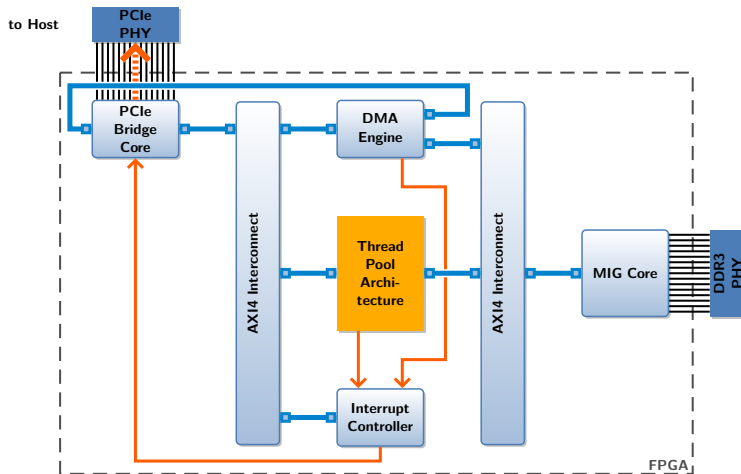 to Host
PCIe
PHY
PCIe
Bridge
Core
DMA
Engine
AXI4 Interconnect
Thread
Pool
Archi-
tecture
AXI4 Interconnect
MIG Core
DDR3
PHY
Interrupt
Controller
FPGA